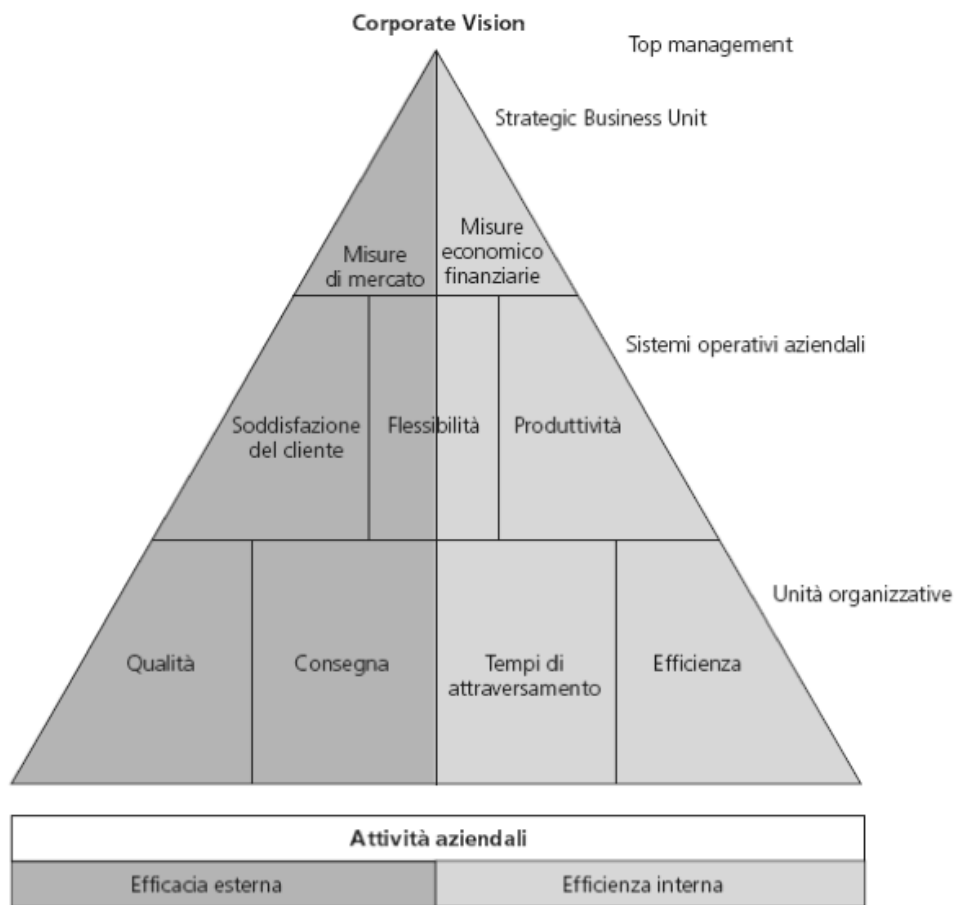 Corporate Vision
Top management
Strategic Business Unit
Misure
di mercato
Misure
economico
finanziarie
Sistemi operativi aziendali
Soddisfazione
del cliente
Flessibilità
Produttività
Unità organizzative
Qualità
Consegna
Tempi di
attraversamento
Efficienza
Attività aziendali
Efficacia esterna
Efficienza interna